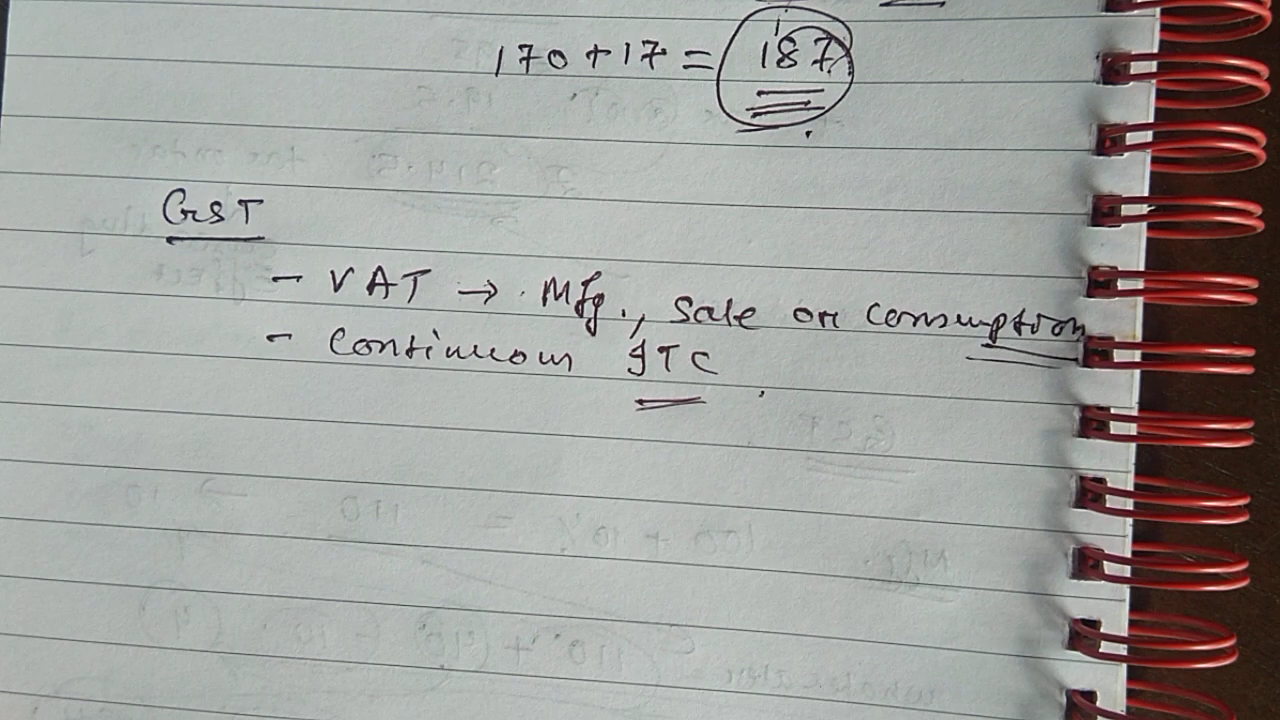 170 + 17 = 187
GST
- VAT → Mfg., Sale or consumption
- Continuous ITC